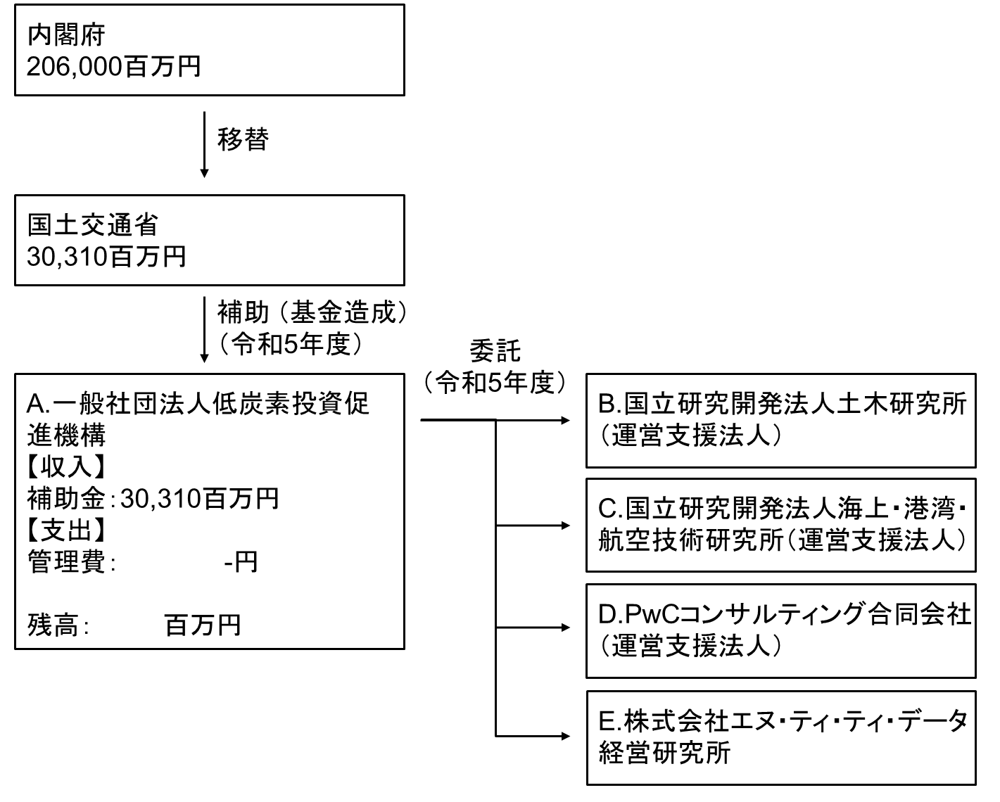 内閣府
206,000百万円
移替
国土交通省
30,310百万円
補助（基金造成）
（令和5年度）
委託
（令和5年度）
A.一般社団法人低炭素投資促
進機構
【収入】
補助金：30,310百万円
【支出】
管理費： -円
残高： 百万円
B.国立研究開発法人土木研究所
（運営支援法人）
C.国立研究開発法人海上・港湾・
航空技術研究所（運営支援法人）
D.PwCコンサルティング合同会社
（運営支援法人）
E.株式会社エヌ・ティ・ティ・データ
経営研究所